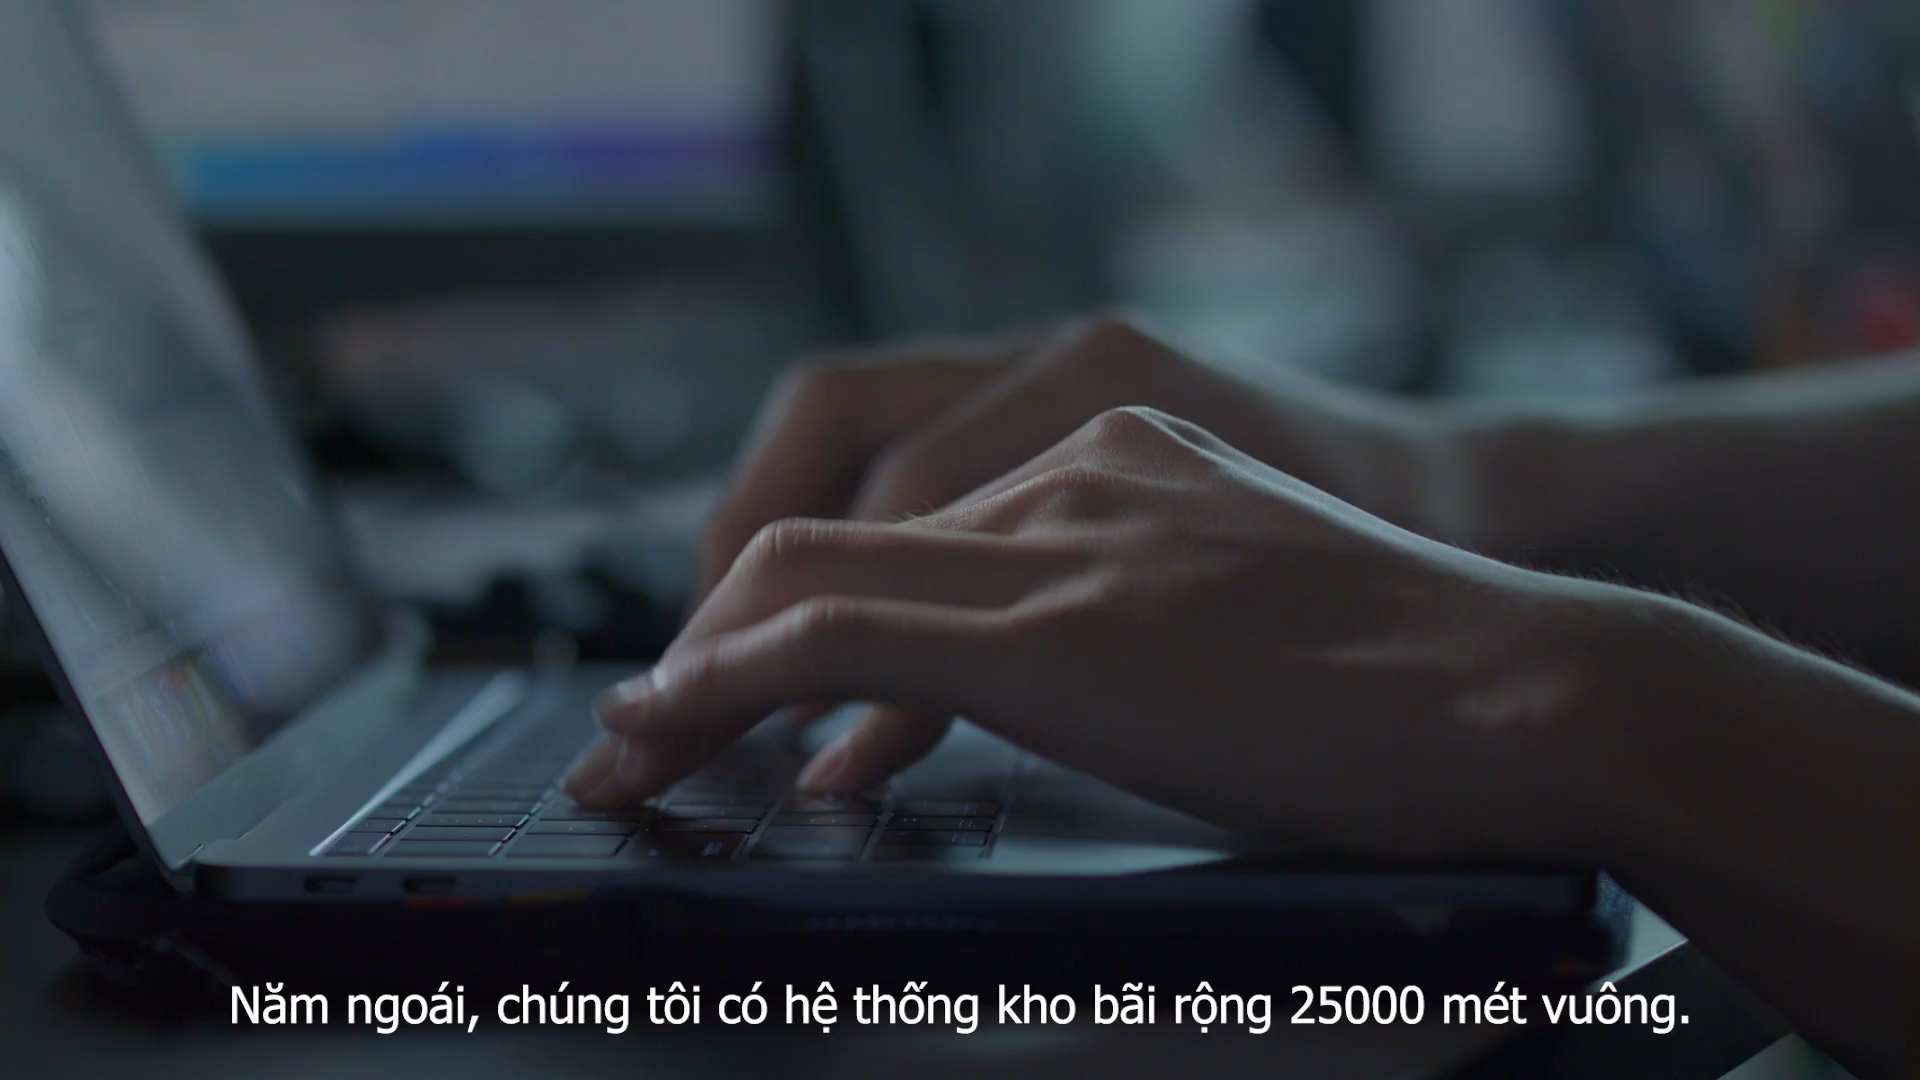 Năm ngoái, chúng tôi có hệ thống kho bãi rộng 25000 mét vuông.